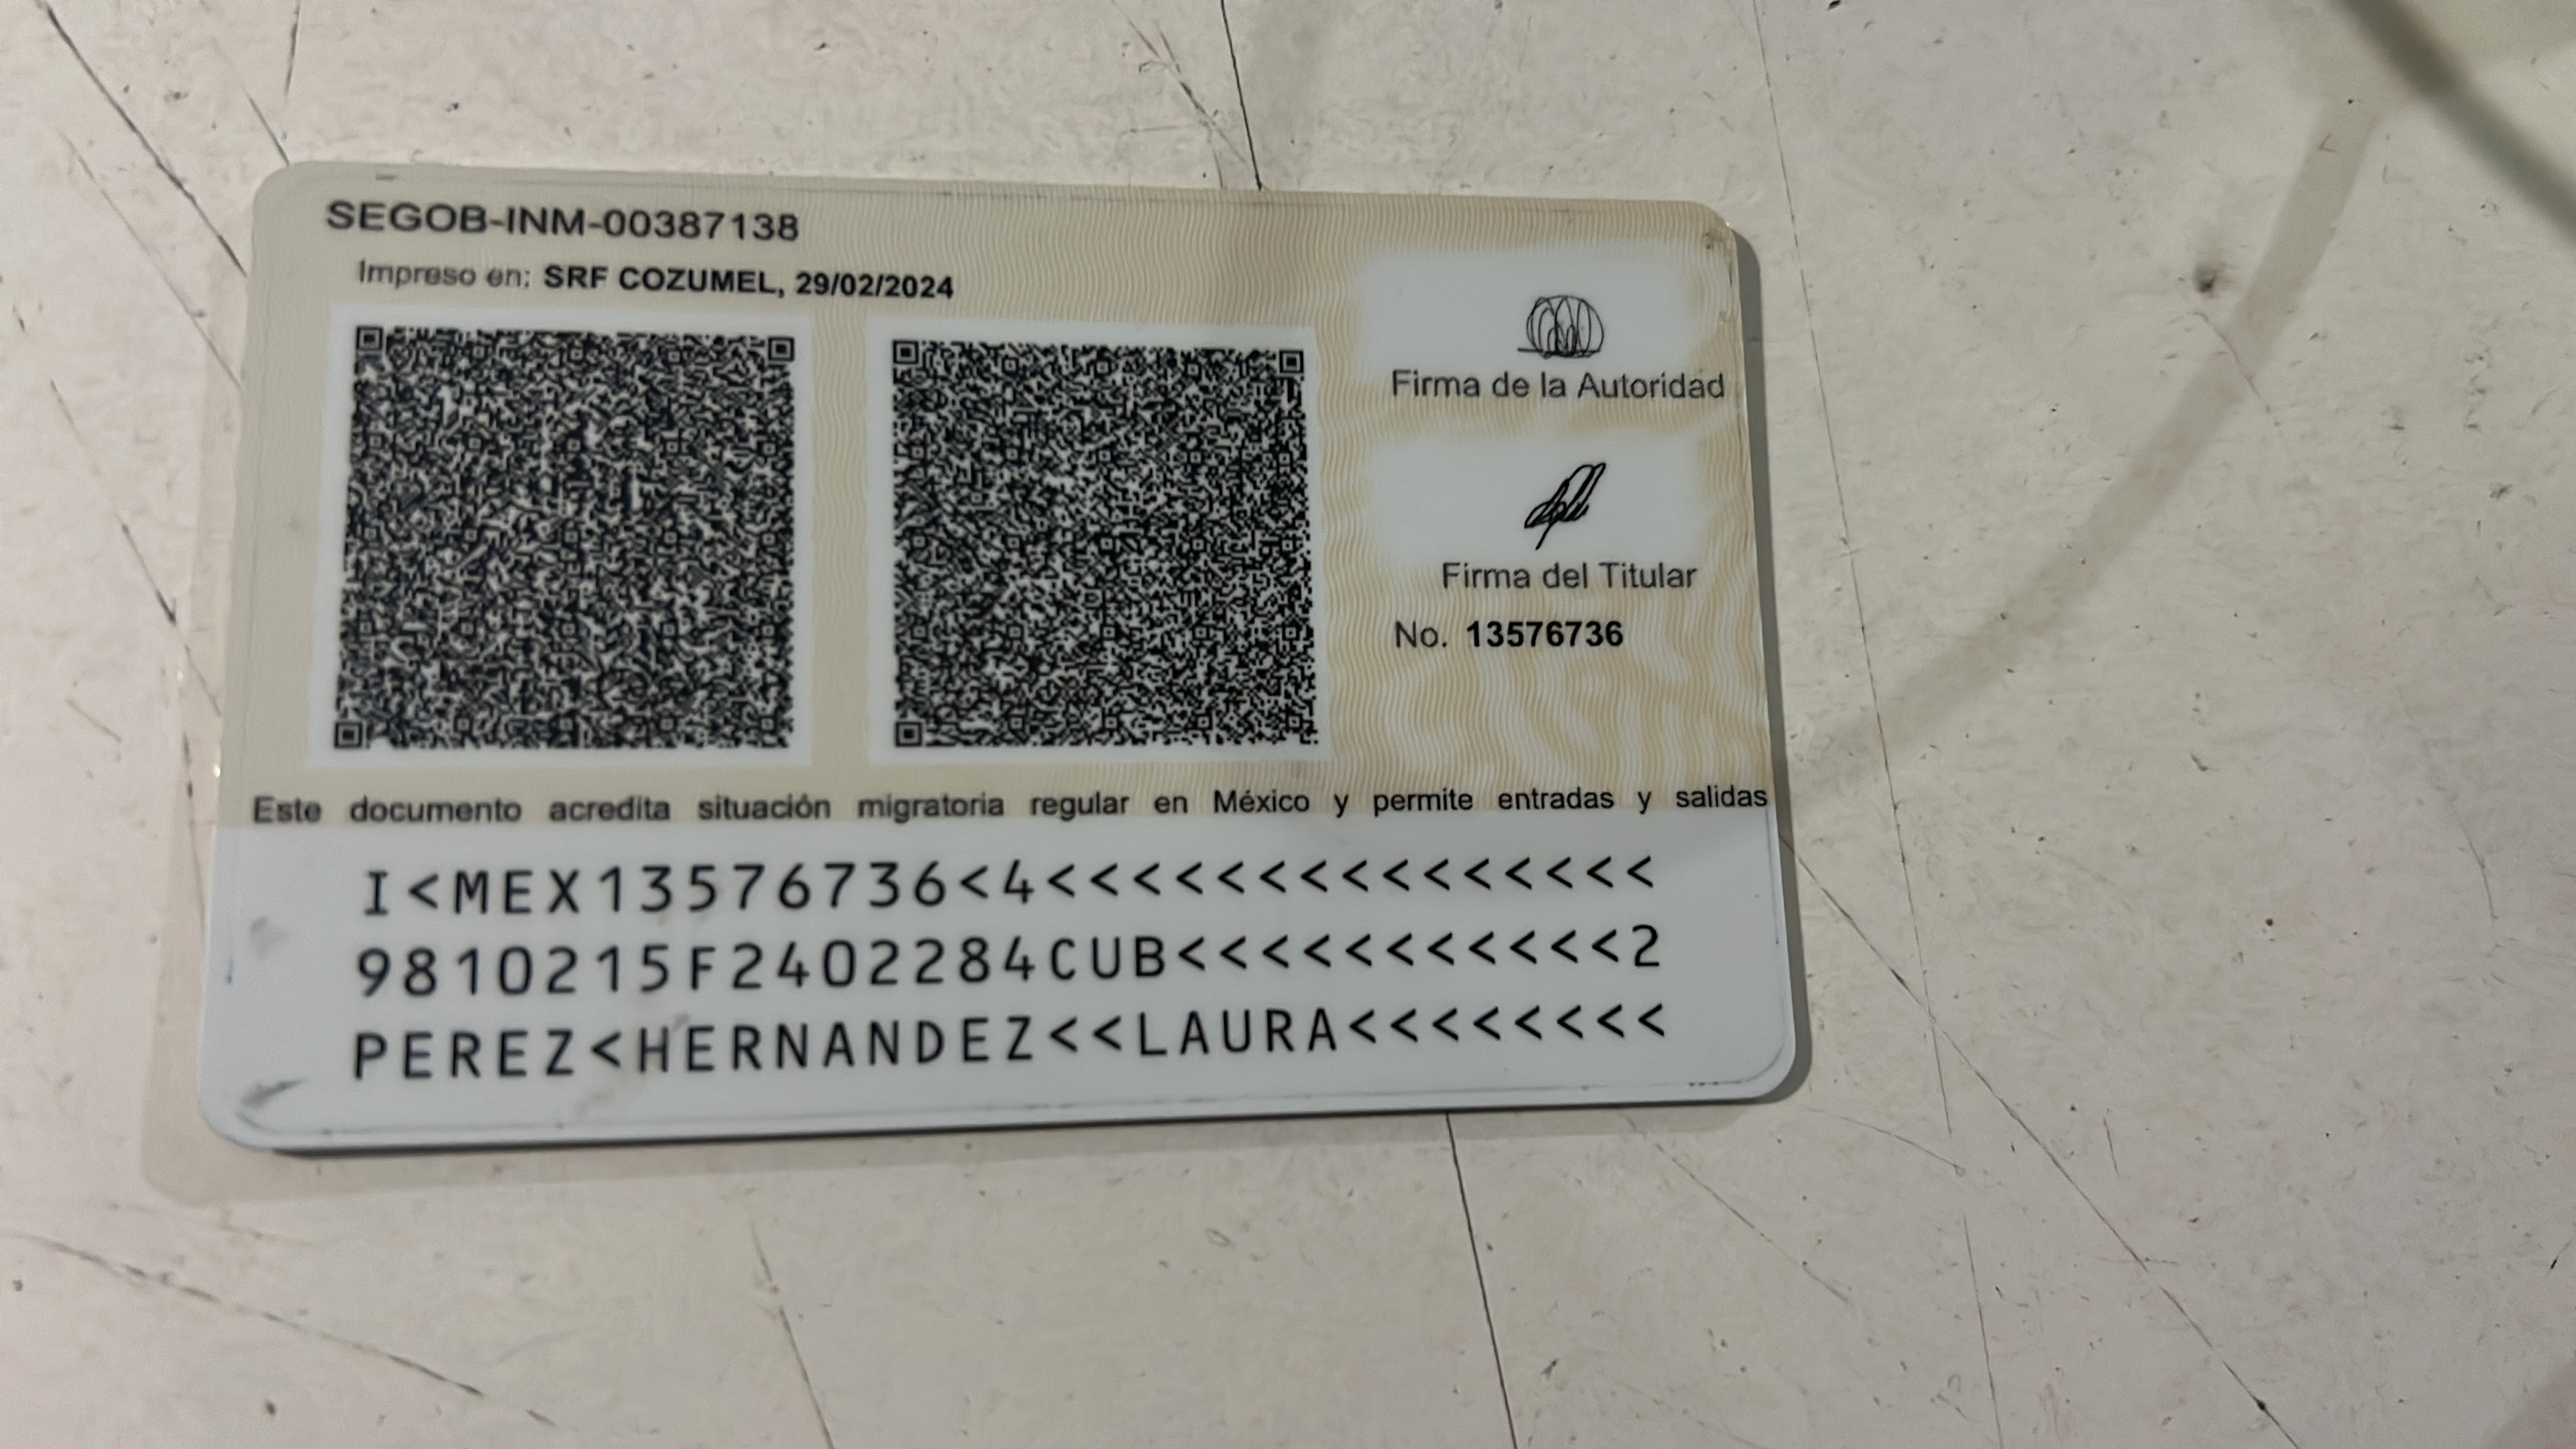 SEGOB-INM-00387138
Impreso en: SRF COZUMEL, 29/02/2024
Firma de la Autoridad
Firma del Titular
No. 13576736
Este documento acredita situación migratoria regular en México y permite entradas y salidas
I<MEX13576736<4<<<<<<<<<<<<<<<
9810215F2402284CUB<<<<<<<<<<<2
PEREZ<HERNANDEZ<<LAURA<<<<<<<<